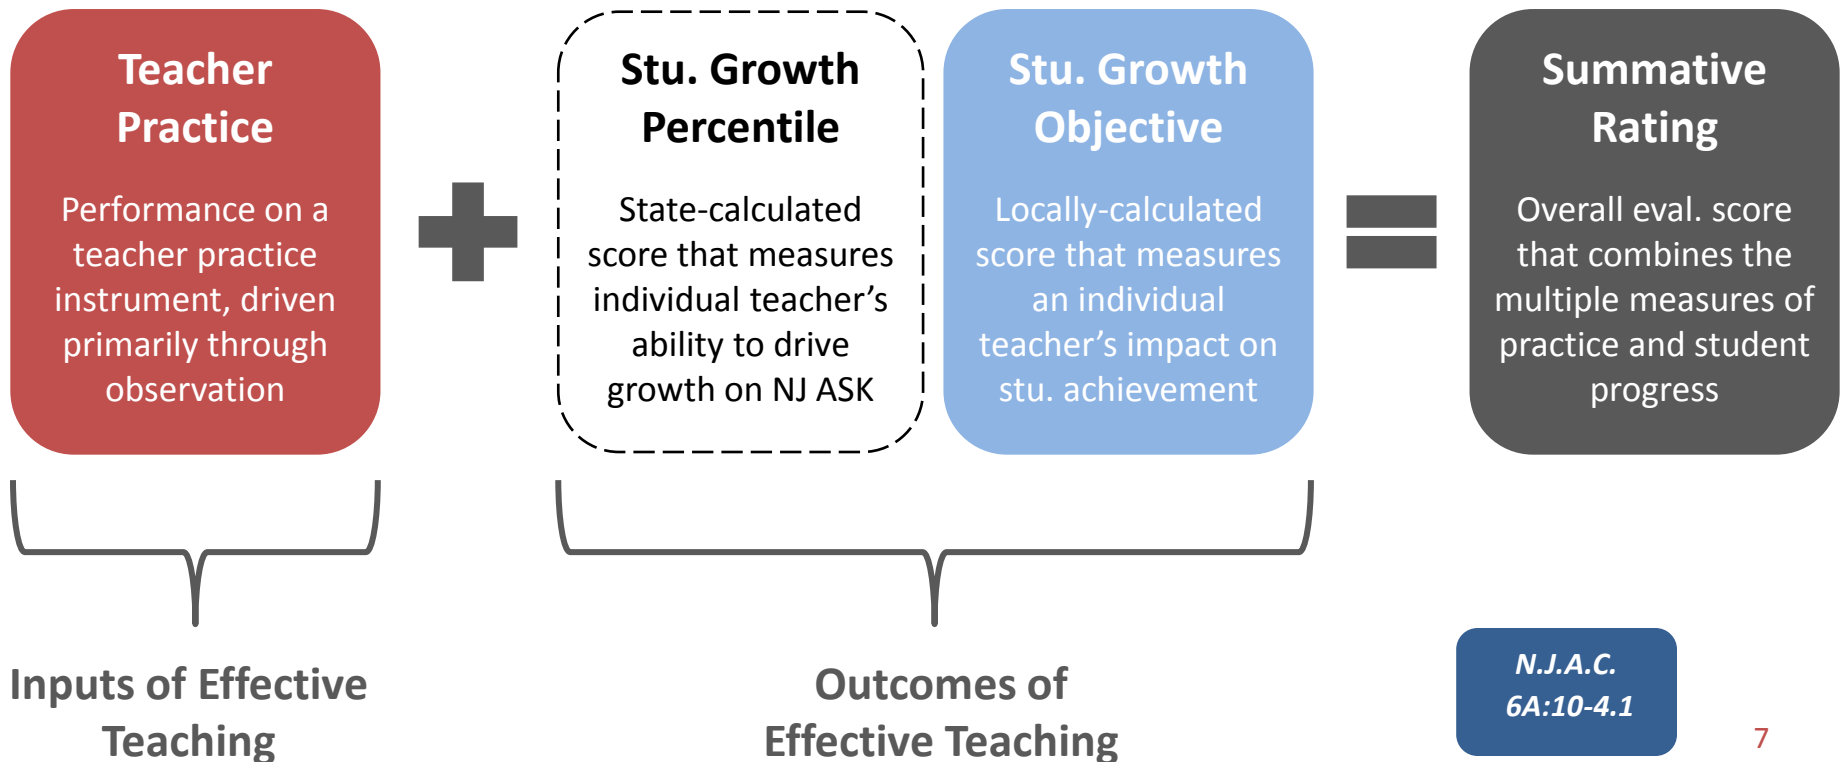 Teacher
Practice
Performance on a
teacher practice
instrument, driven
primarily through
observation
Stu. Growth
Percentile
State-calculated
score that measures
individual teacher’s
ability to drive
growth on NJ ASK
Stu. Growth
Objective
Locally-calculated
score that measures
an individual
teacher’s impact on
stu. achievement
Summative
Rating
Overall eval. score
that combines the
multiple measures of
practice and student
progress
Inputs of Effective
Teaching
Outcomes of
Effective Teaching
N.J.A.C.
6A:10-4.1
7